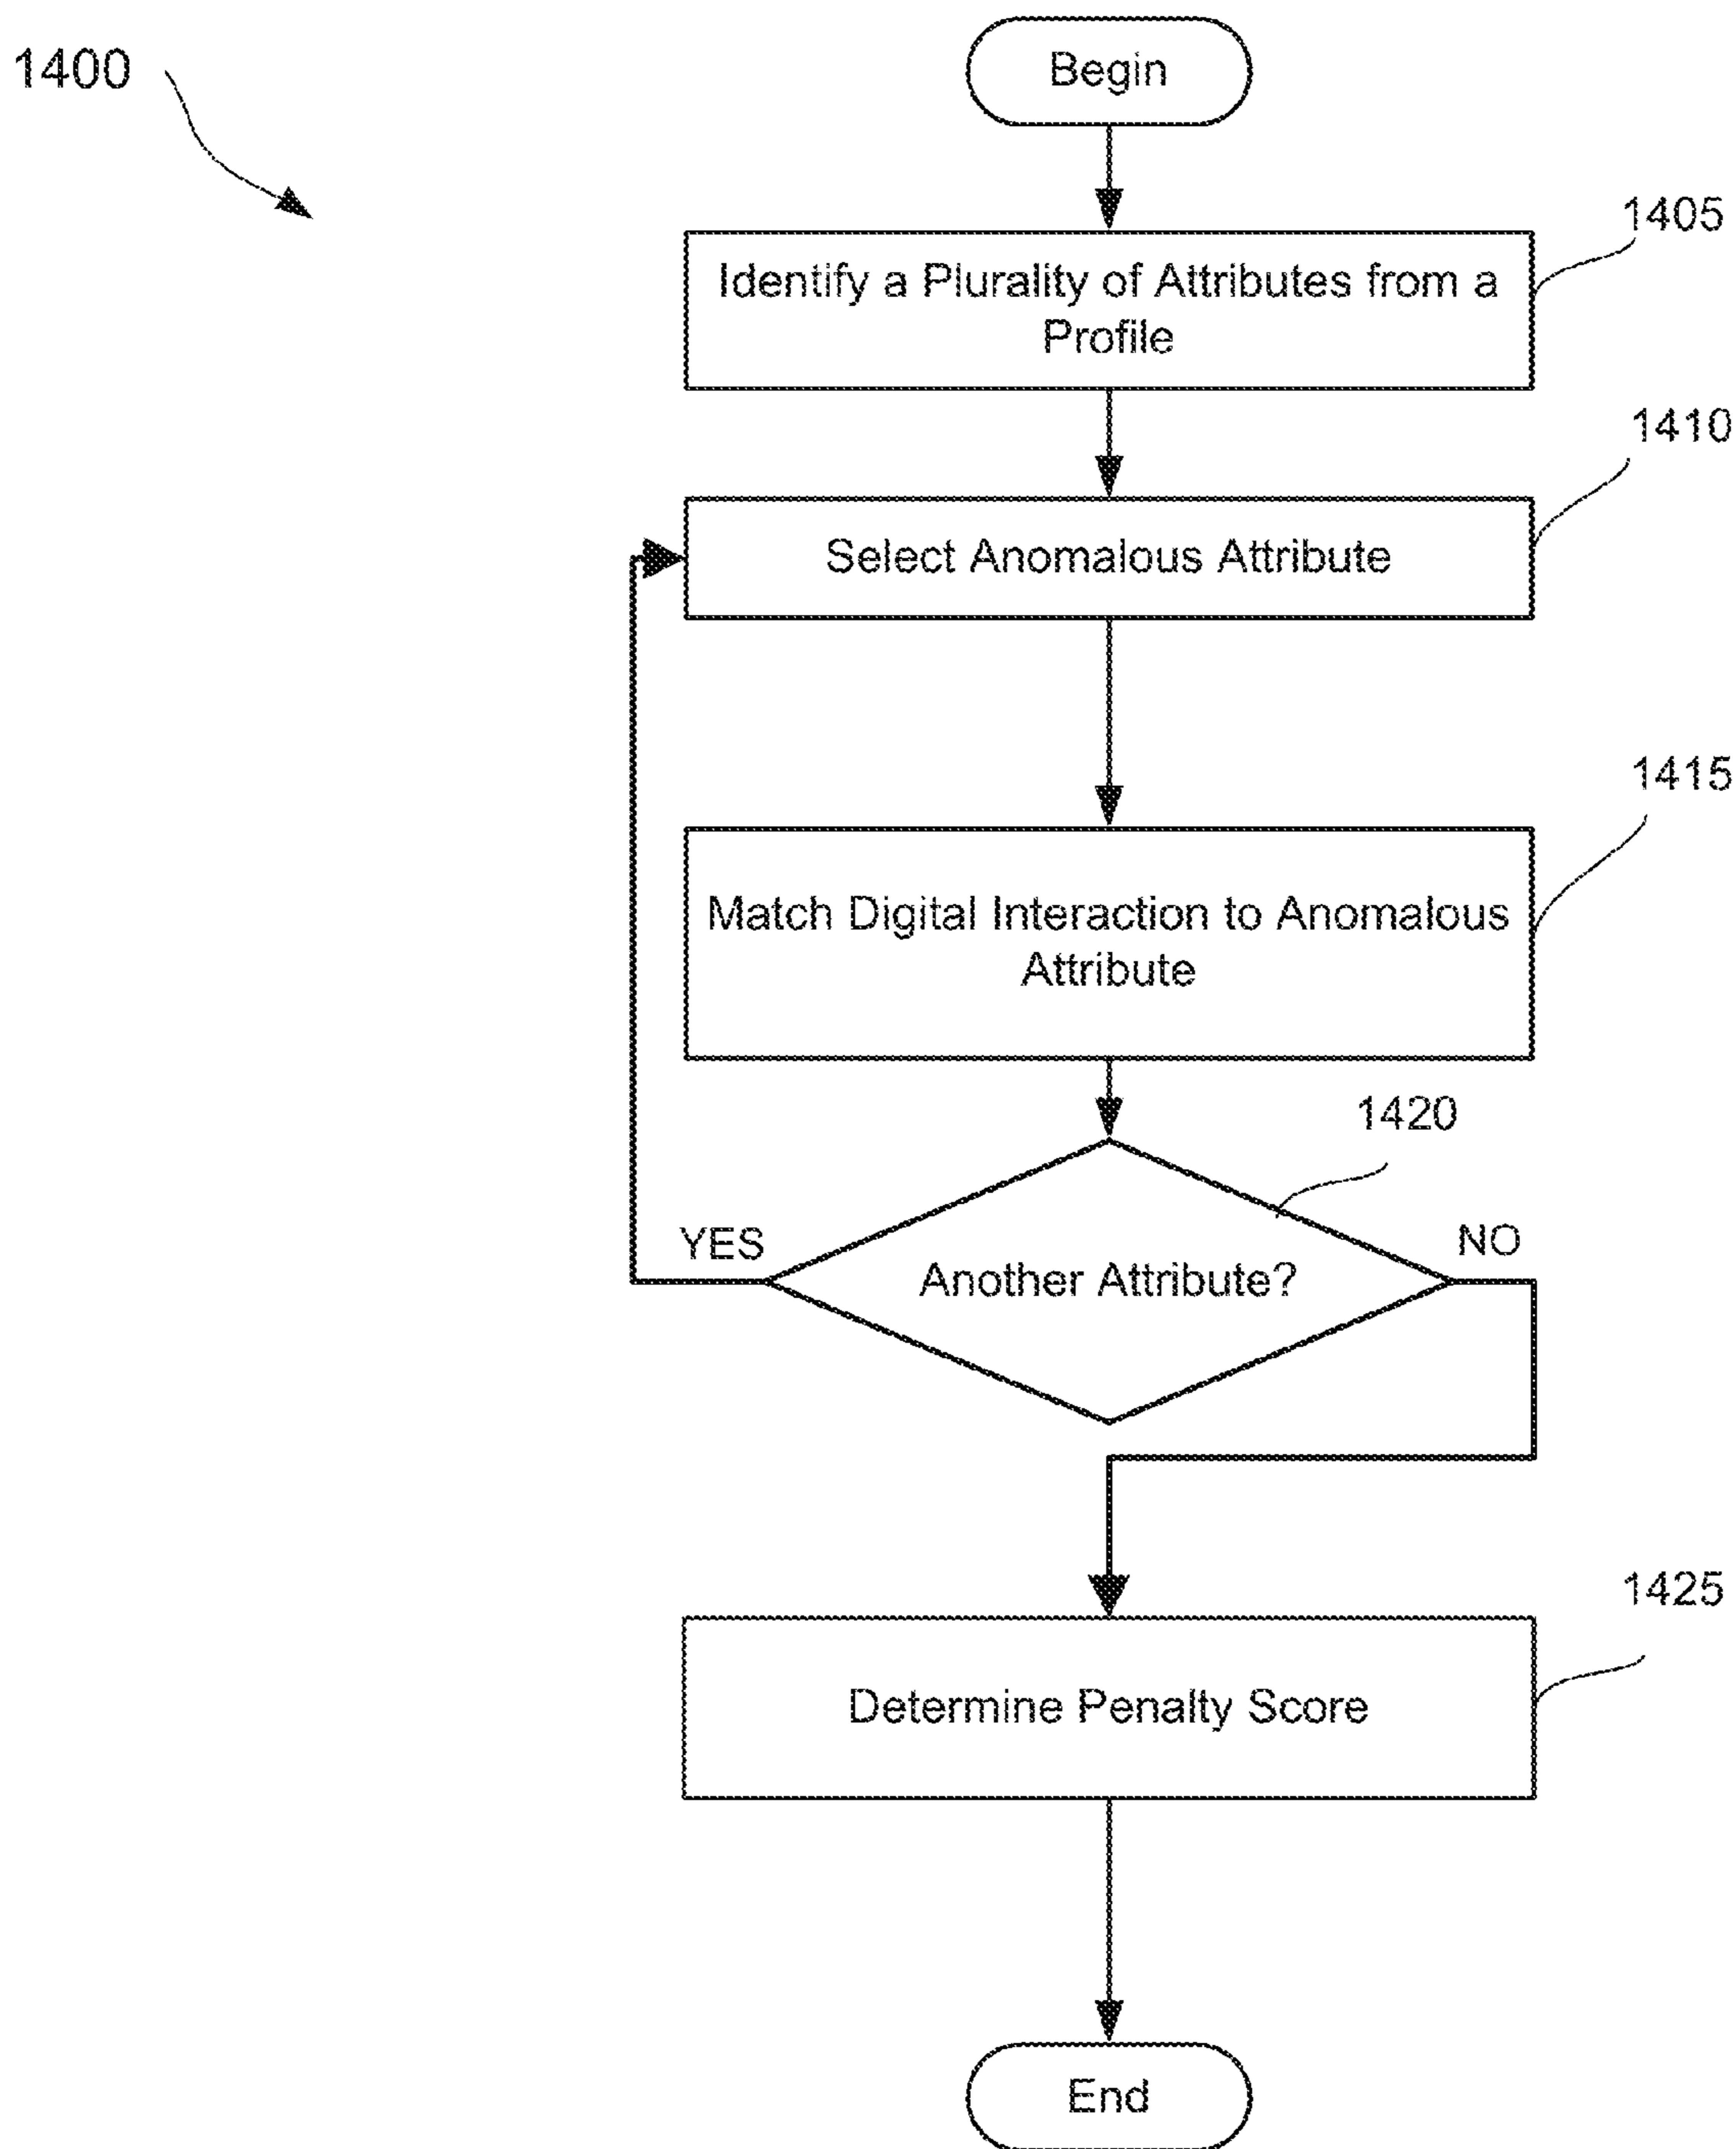 1400
Begin
1405
Identify a Plurality of Attributes from a
Profile
1410
Select Anomalous Attribute
1415
Match Digital Interaction to Anomalous
Attribute
1420
YES
NO
Another Attribute?
1425
Determine Penalty Score
End